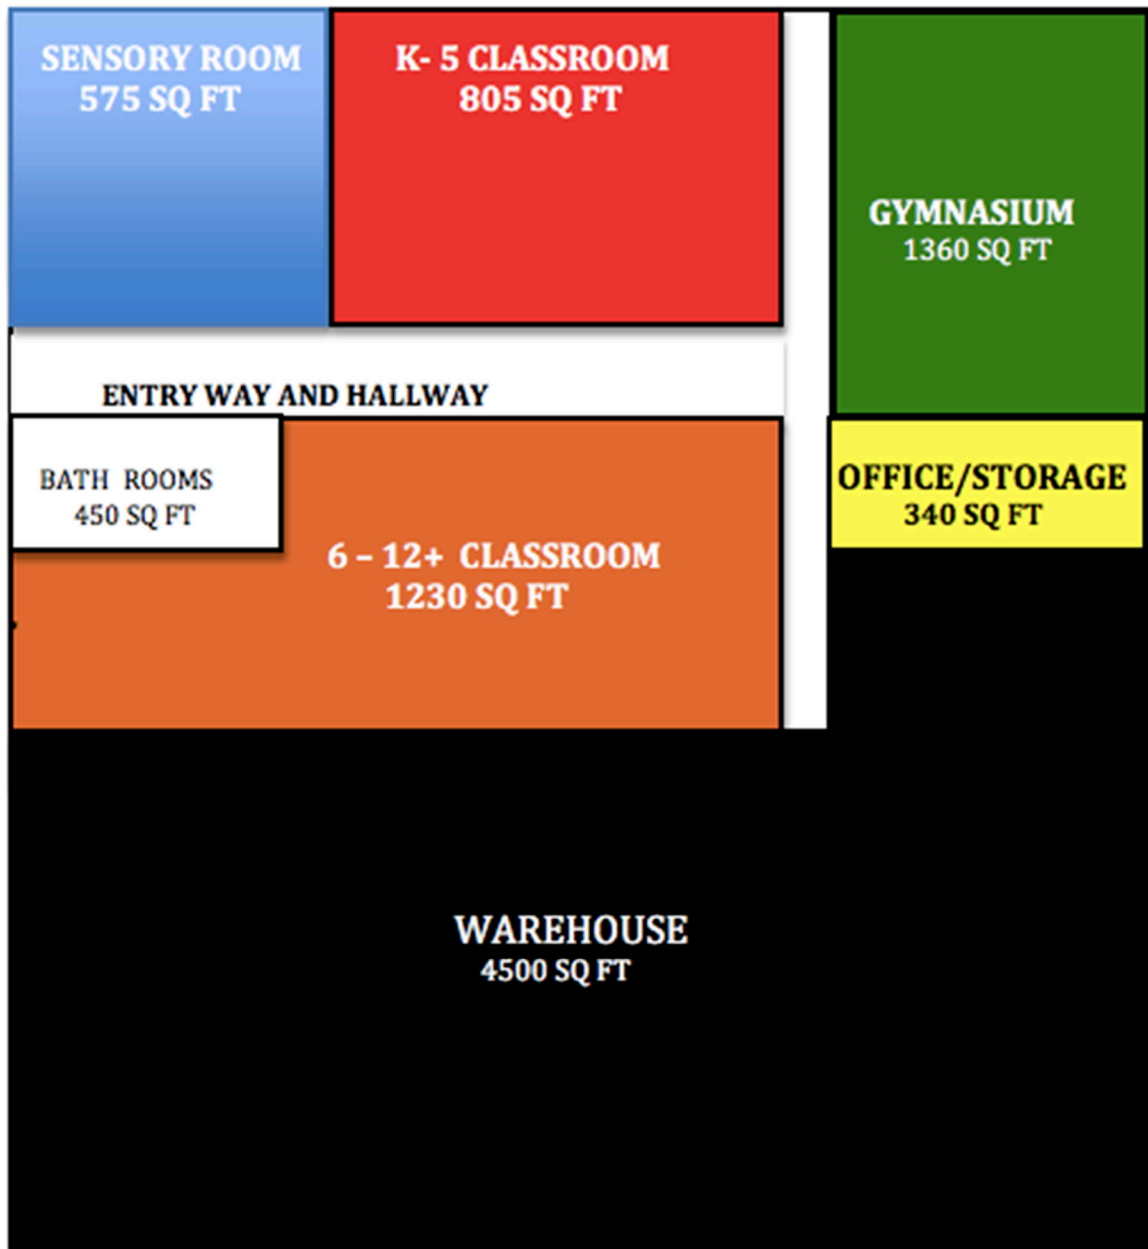 SENSORY ROOM
575 SQ FT
K- 5 CLASSROOM
805 SQ FT
GYMNASIUM
1360 SQ FT
ENTRY WAY AND HALLWAY
BATH ROOMS
450 SQ FT
OFFICE/STORAGE
340 SQ FT
6 – 12+ CLASSROOM
1230 SQ FT
WAREHOUSE
4500 SQ FT